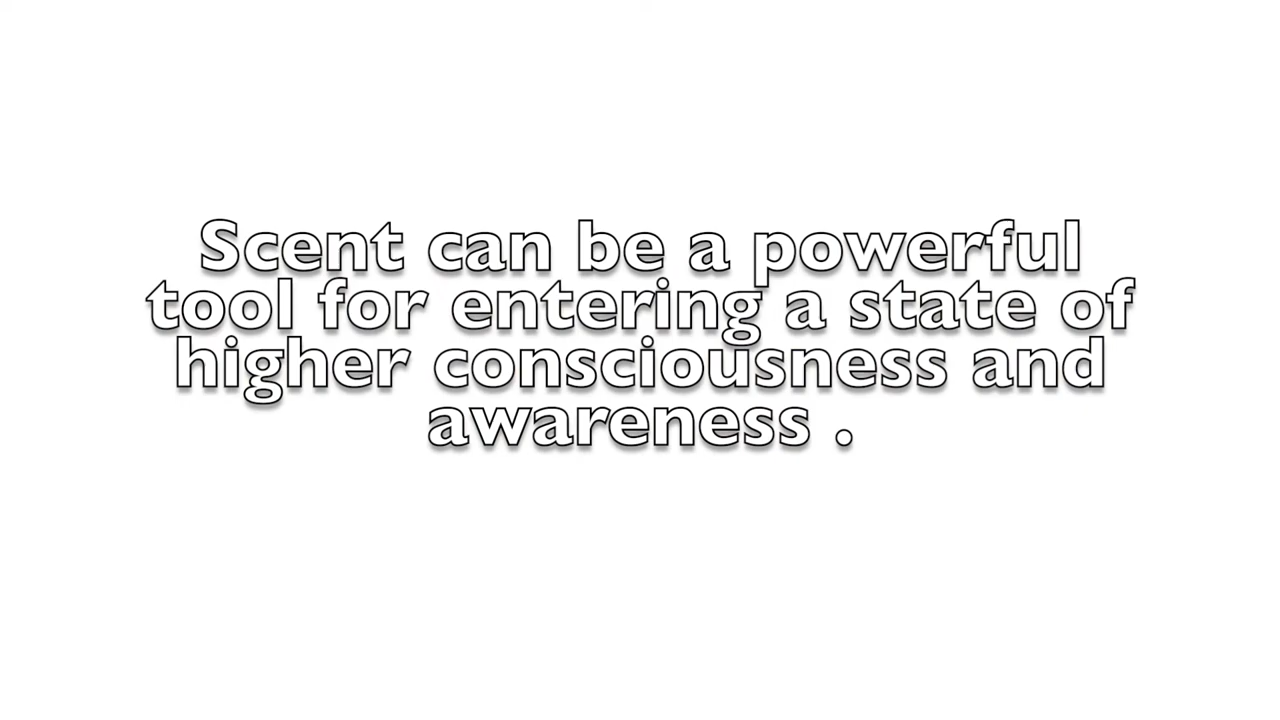 Scent can be a powerful
tool for entering a state of
higher consciousness and
awareness .